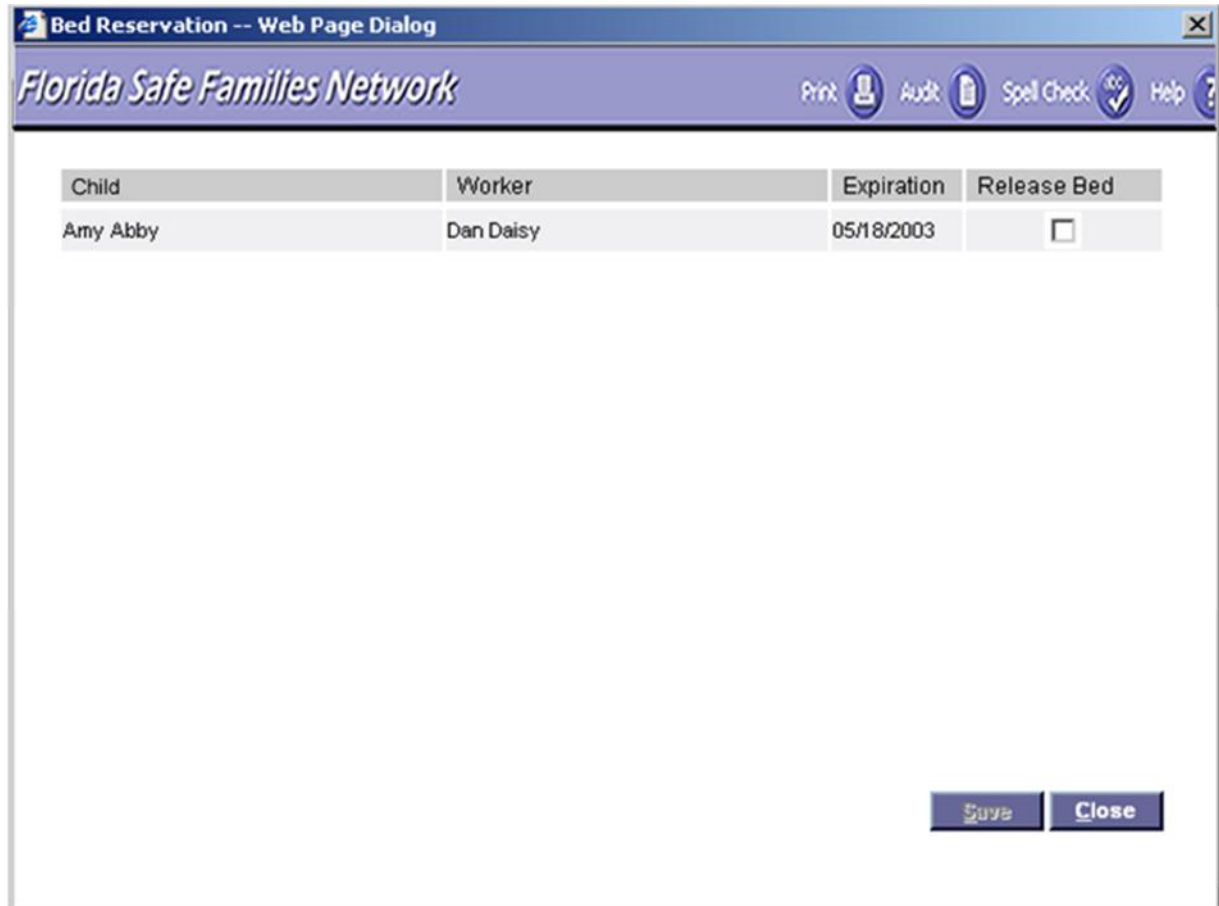 Bed Reservation -- Web Page Dialog
Florida Safe Families Network Print Audit Spell Check Help ?
Child Worker Expiration Release Bed
Amy Abby Dan Daisy 05/18/2003
Save Close